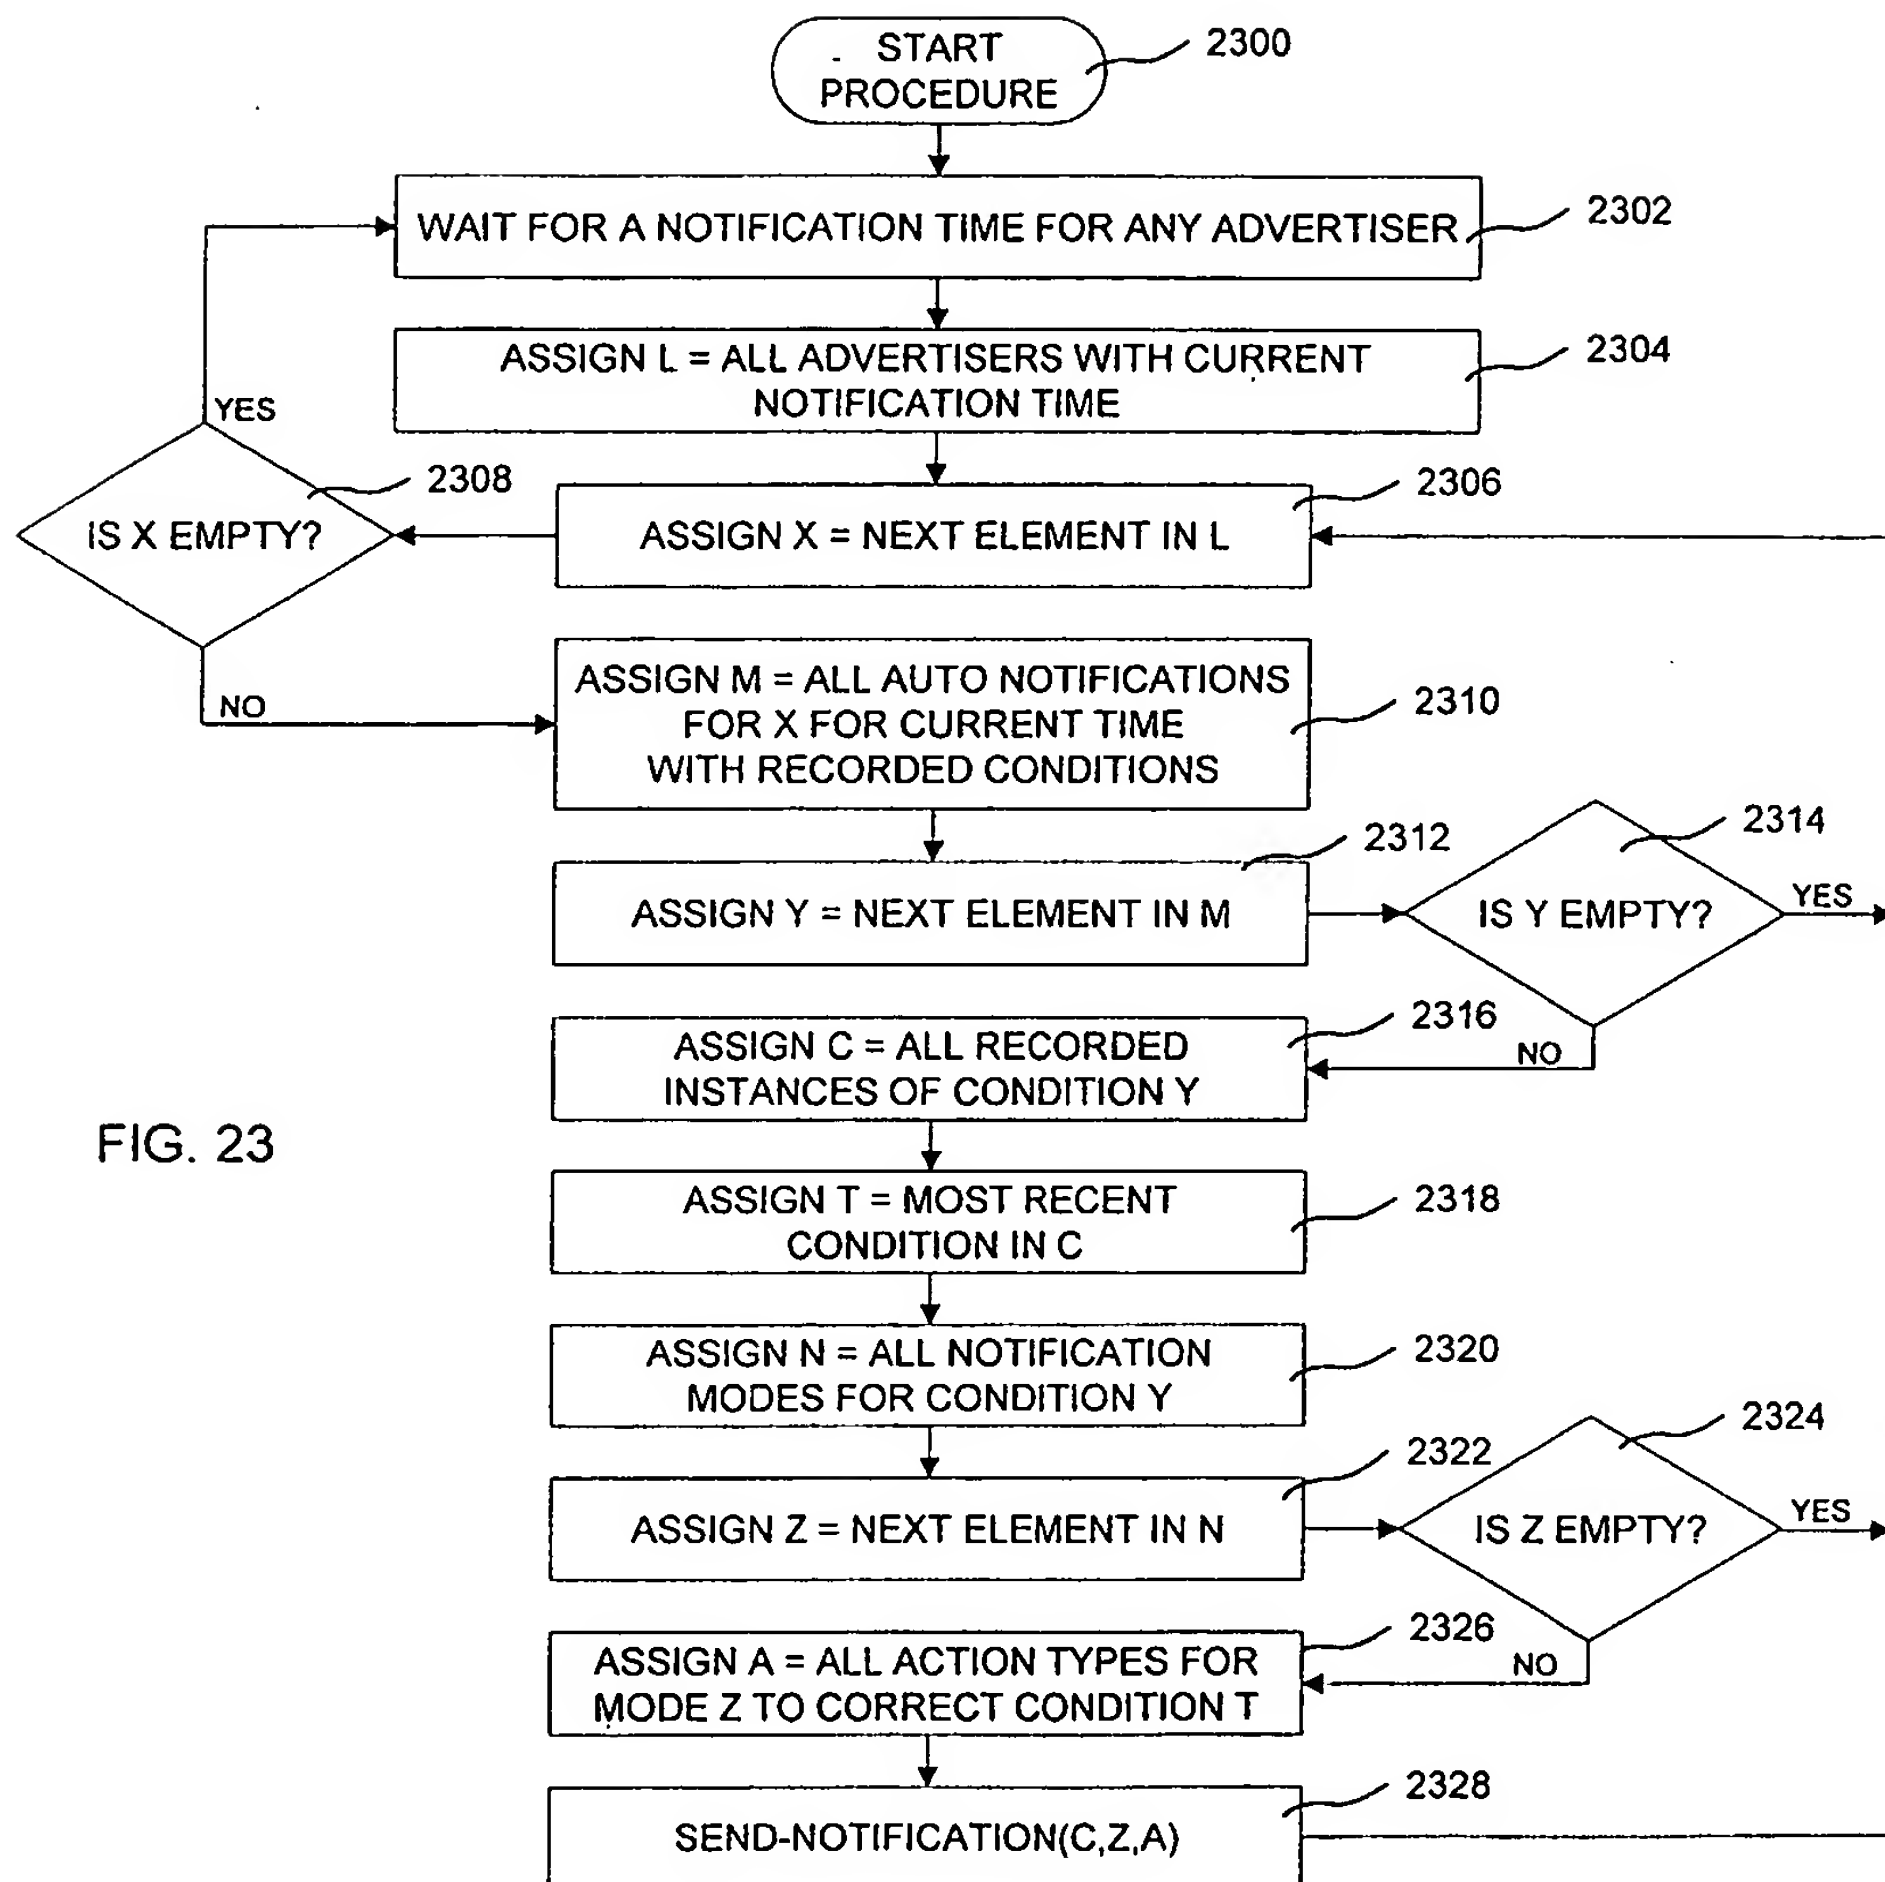 START
PROCEDURE
2300
WAIT FOR A NOTIFICATION TIME FOR ANY ADVERTISER
2302
ASSIGN L = ALL ADVERTISERS WITH CURRENT
NOTIFICATION TIME
2304
YES
2308
IS X EMPTY?
2306
ASSIGN X = NEXT ELEMENT IN L
NO
ASSIGN M = ALL AUTO NOTIFICATIONS
FOR X FOR CURRENT TIME
WITH RECORDED CONDITIONS
2310
2312
ASSIGN Y = NEXT ELEMENT IN M
2314
IS Y EMPTY?
YES
NO
2316
ASSIGN C = ALL RECORDED
INSTANCES OF CONDITION Y
FIG. 23
ASSIGN T = MOST RECENT
CONDITION IN C
2318
ASSIGN N = ALL NOTIFICATION
MODES FOR CONDITION Y
2320
2322
ASSIGN Z = NEXT ELEMENT IN N
2324
IS Z EMPTY?
YES
NO
2326
ASSIGN A = ALL ACTION TYPES FOR
MODE Z TO CORRECT CONDITION T
2328
SEND-NOTIFICATION(C,Z,A)